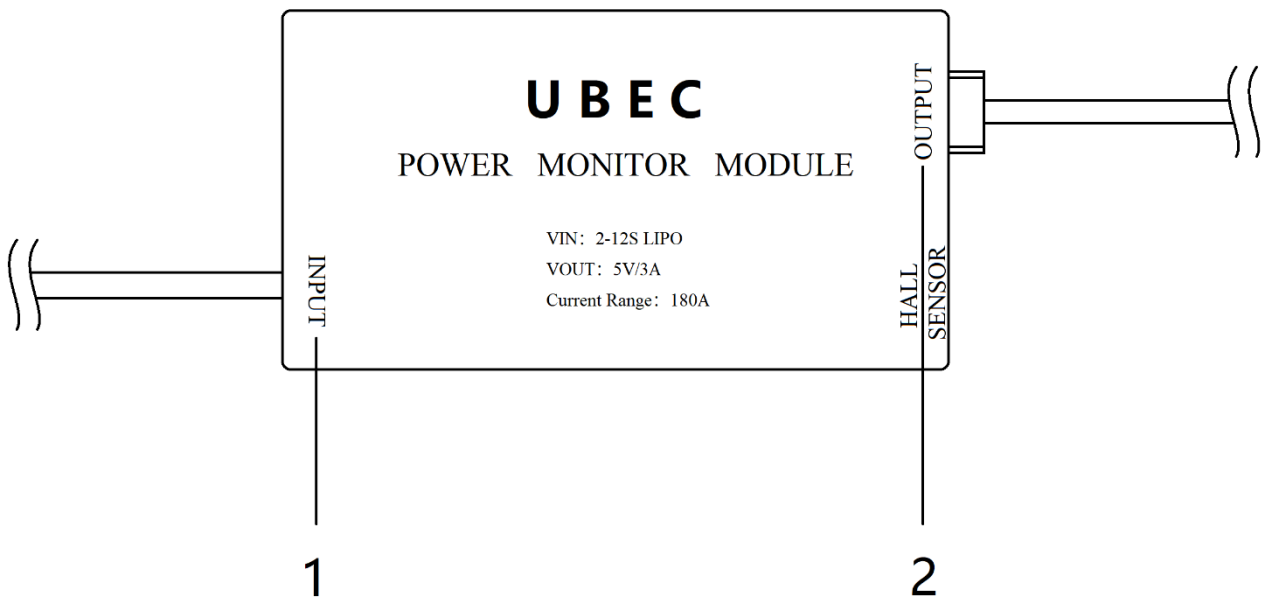 U B E C
POWER MONITOR MODULE
VIN：2-12S LIPO
VOUT：5V/3A
Current Range：180A
INPUT
OUTPUT
HALL
SENSOR
1
2